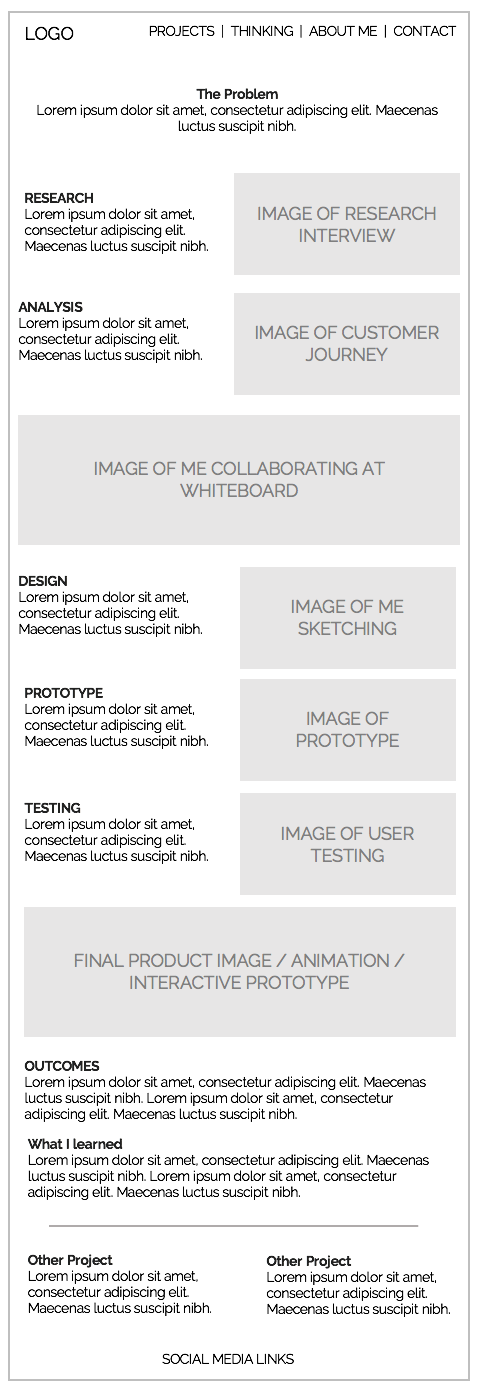 LOGO
PROJECTS | THINKING | ABOUT ME | CONTACT
The Problem
Lorem ipsum dolor sit amet, consectetur adipiscing elit. Maecenas
luctus suscipit nibh.
RESEARCH
Lorem ipsum dolor sit amet,
consectetur adipiscing elit.
Maecenas luctus suscipit nibh.
IMAGE OF RESEARCH
INTERVIEW
ANALYSIS
Lorem ipsum dolor sit amet,
consectetur adipiscing elit.
Maecenas luctus suscipit nibh.
IMAGE OF CUSTOMER
JOURNEY
IMAGE OF ME COLLABORATING AT
WHITEBOARD
DESIGN
Lorem ipsum dolor sit amet,
consectetur adipiscing elit.
Maecenas luctus suscipit nibh.
IMAGE OF ME
SKETCHING
PROTOTYPE
Lorem ipsum dolor sit amet,
consectetur adipiscing elit.
Maecenas luctus suscipit nibh.
IMAGE OF
PROTOTYPE
TESTING
Lorem ipsum dolor sit amet,
consectetur adipiscing elit.
Maecenas luctus suscipit nibh.
IMAGE OF USER
TESTING
FINAL PRODUCT IMAGE / ANIMATION /
INTERACTIVE PROTOTYPE
OUTCOMES
Lorem ipsum dolor sit amet, consectetur adipiscing elit. Maecenas
luctus suscipit nibh. Lorem ipsum dolor sit amet, consectetur
adipiscing elit. Maecenas luctus suscipit nibh.
What I learned
Lorem ipsum dolor sit amet, consectetur adipiscing elit. Maecenas
luctus suscipit nibh. Lorem ipsum dolor sit amet, consectetur
adipiscing elit. Maecenas luctus suscipit nibh.
Other Project
Lorem ipsum dolor sit amet,
consectetur adipiscing elit.
Maecenas luctus suscipit nibh.
Other Project
Lorem ipsum dolor sit amet,
consectetur adipiscing elit.
Maecenas luctus suscipit nibh.
SOCIAL MEDIA LINKS